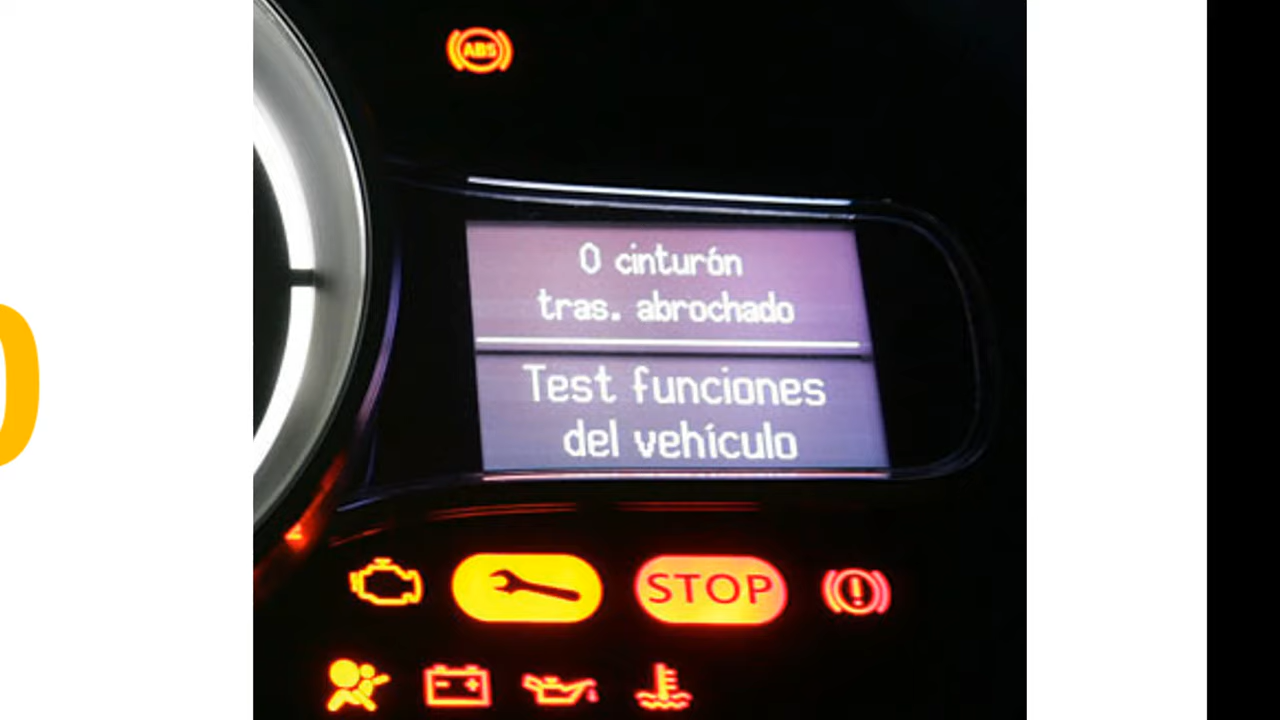 ABS
0 cinturón
tras. abrochado
Test funciones
del vehículo
STOP